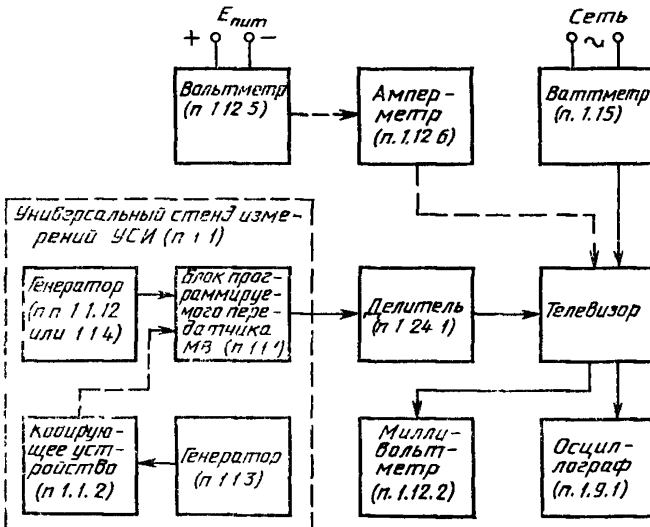 Eпит
+ −
Сеть
~
Вольтметр
(п 1 12 5)
Ампер-
метр
(п. 1.12 6)
Ваттметр
(п. 1.15)
Универсальный стенд изме-
рений УСИ (п 1 1)
Генератор
(п п 1 1.12
или 1 1 4)
Блок прог-
раммируе-
мого пере-
датчика
МВ (п 1 1 1)
Делитель
(п 1 24 1)
Телевизор
Кодирую-
щее уст-
ройство
(п 1.1. 2)
Генератор
(п 1 1 3)
Милли-
вольт-
метр
(п. 1.12.2)
Осцил-
лограф
(п. 1.9.1)